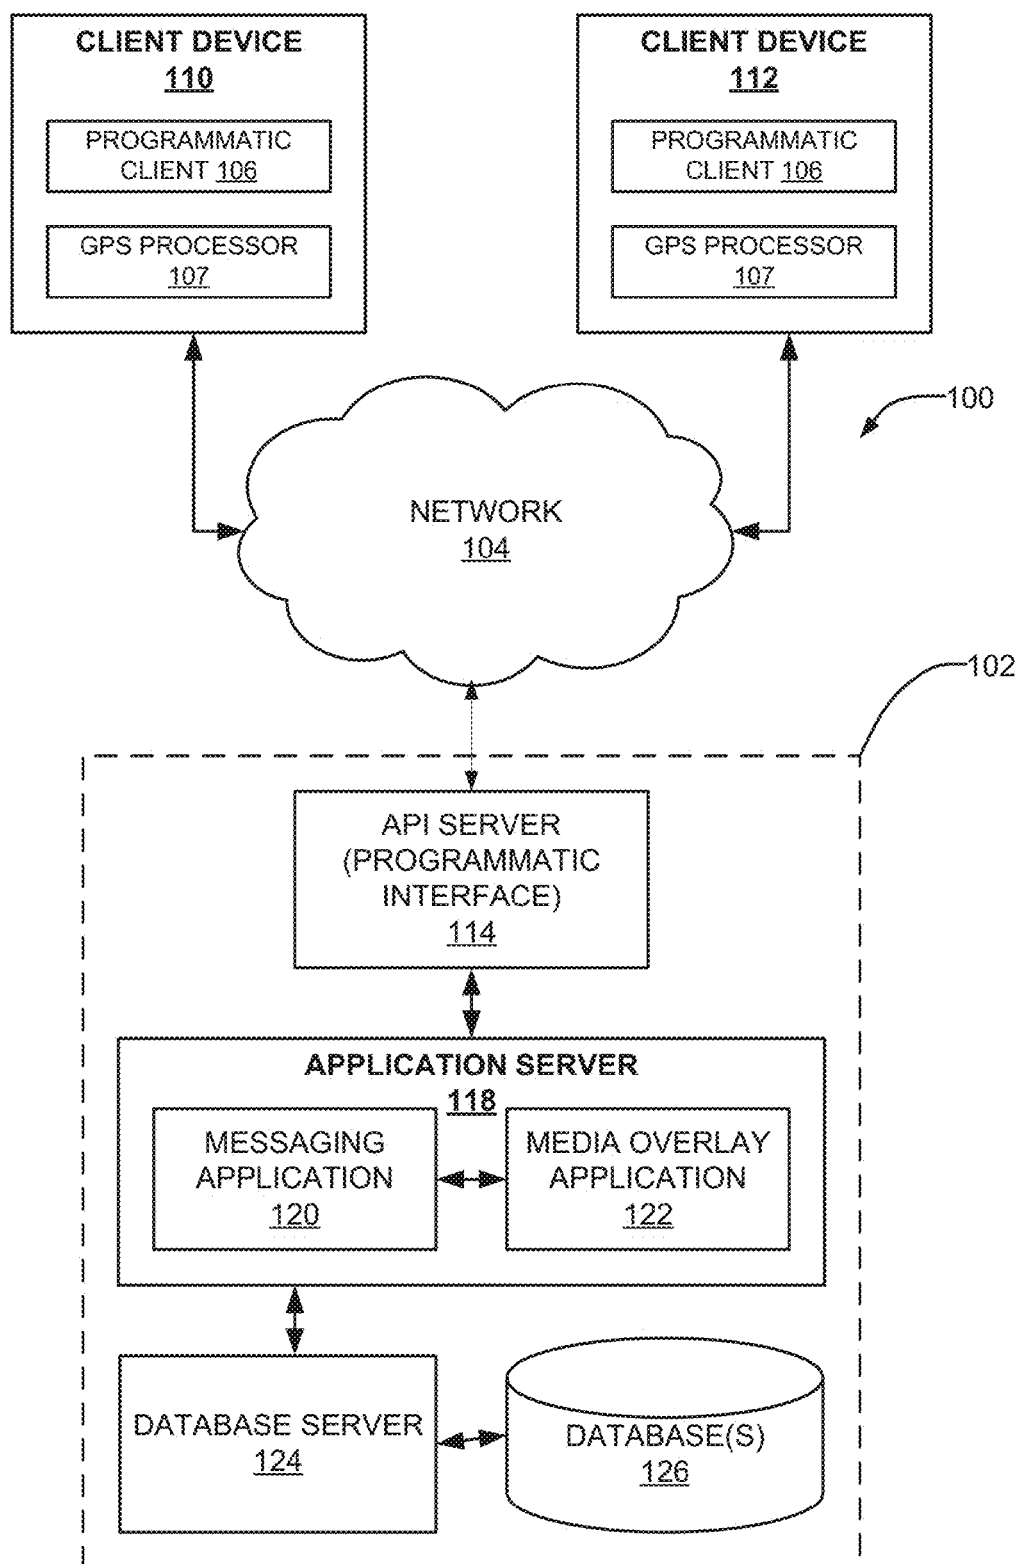 CLIENT DEVICE
110
PROGRAMMATIC
CLIENT 106
GPS PROCESSOR
107
CLIENT DEVICE
112
PROGRAMMATIC
CLIENT 106
GPS PROCESSOR
107
100
NETWORK
104
102
API SERVER
(PROGRAMMATIC
INTERFACE)
114
APPLICATION SERVER
118
MESSAGING
APPLICATION
120
MEDIA OVERLAY
APPLICATION
122
DATABASE SERVER
124
DATABASE(S)
126